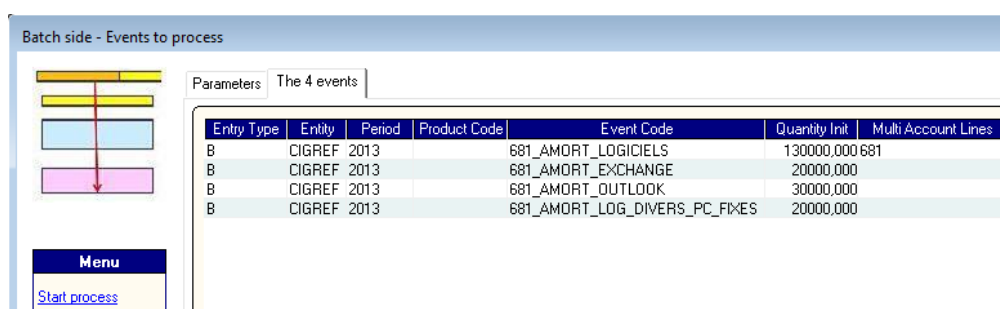 Batch side - Events to process
Parameters The 4 events
Entry Type Entity Period Product Code Event Code Quantity Init Multi Account Lines
B CIGREF 2013 681_AMORT_LOGICIELS 130000,000 681
B CIGREF 2013 681_AMORT_EXCHANGE 20000,000
B CIGREF 2013 681_AMORT_OUTLOOK 30000,000
B CIGREF 2013 681_AMORT_LOG_DIVERS_PC_FIXES 20000,000
Menu
Start process